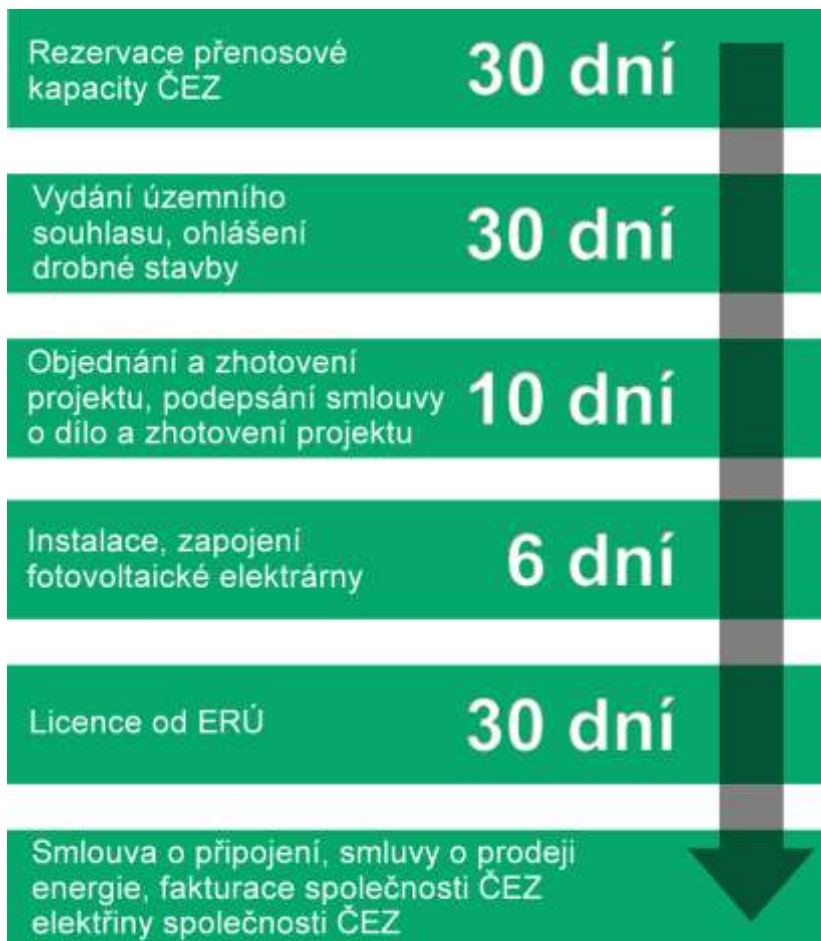 Rezervace přenosové
kapacity ČEZ
30 dní
Vydání územního
souhlasu, ohlášení
drobné stavby
30 dní
Objednání a zhotovení
projektu, podepsání smlouvy
o dílo a zhotovení projektu
10 dní
Instalace, zapojení
fotovoltaické elektrárny
6 dní
Licence od ERÚ
30 dní
Smlouva o připojení, smluvy o prodeji
energie, fakturace společnosti ČEZ
elektřiny společnosti ČEZ